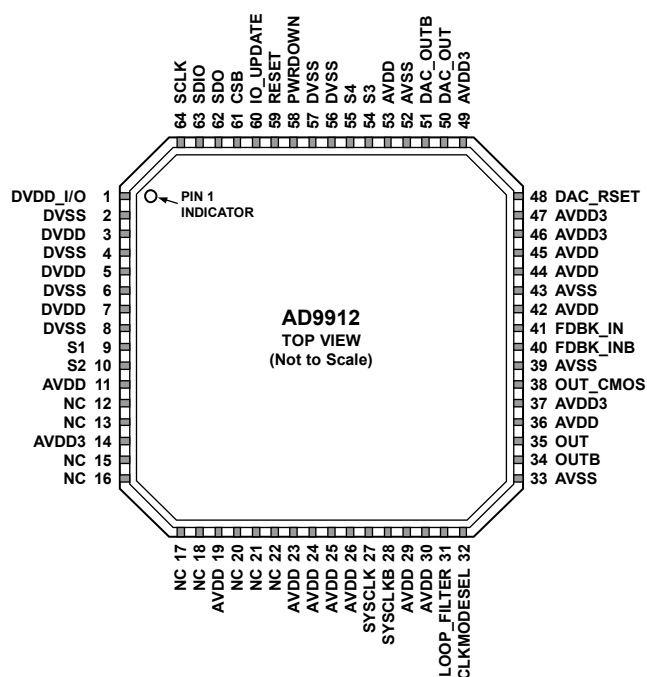 64 SCLK
63 SDIO
62 SDO
61 CSB
60 IO_UPDATE
59 RESET
58 PWRDOWN
57 DVSS
56 DVSS
55 S4
54 S3
53 AVDD
52 AVSS
51 DAC_OUTB
50 DAC_OUT
49 AVDD3
DVDD_I/O 1
DVSS 2
DVDD 3
DVSS 4
DVDD 5
DVSS 6
DVDD 7
DVSS 8
S1 9
S2 10
AVDD 11
NC 12
NC 13
AVDD3 14
NC 15
NC 16
PIN 1
INDICATOR
AD9912
TOP VIEW
(Not to Scale)
48 DAC_RSET
47 AVDD3
46 AVDD3
45 AVDD
44 AVDD
43 AVSS
42 AVDD
41 FDBK_IN
40 FDBK_INB
39 AVSS
38 OUT_CMOS
37 AVDD3
36 AVDD
35 OUT
34 OUTB
33 AVSS
NC 17
NC 18
AVDD 19
NC 20
NC 21
NC 22
AVDD 23
AVDD 24
AVDD 25
AVDD 26
SYSCLK 27
SYSCLKB 28
AVDD 29
AVDD 30
LOOP_FILTER 31
CLKMODESEL 32